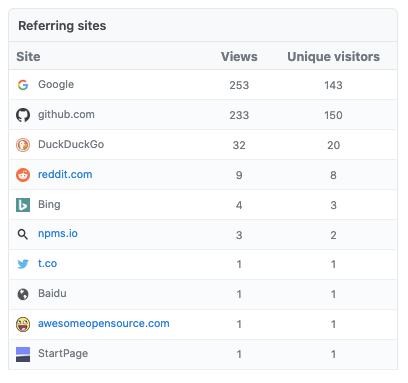 Referring sites
Site Views Unique visitors
Google 253 143
github.com 233 150
DuckDuckGo 32 20
reddit.com 9 8
Bing 4 3
npms.io 3 2
t.co 1 1
Baidu 1 1
awesomeopensource.com 1 1
StartPage 1 1